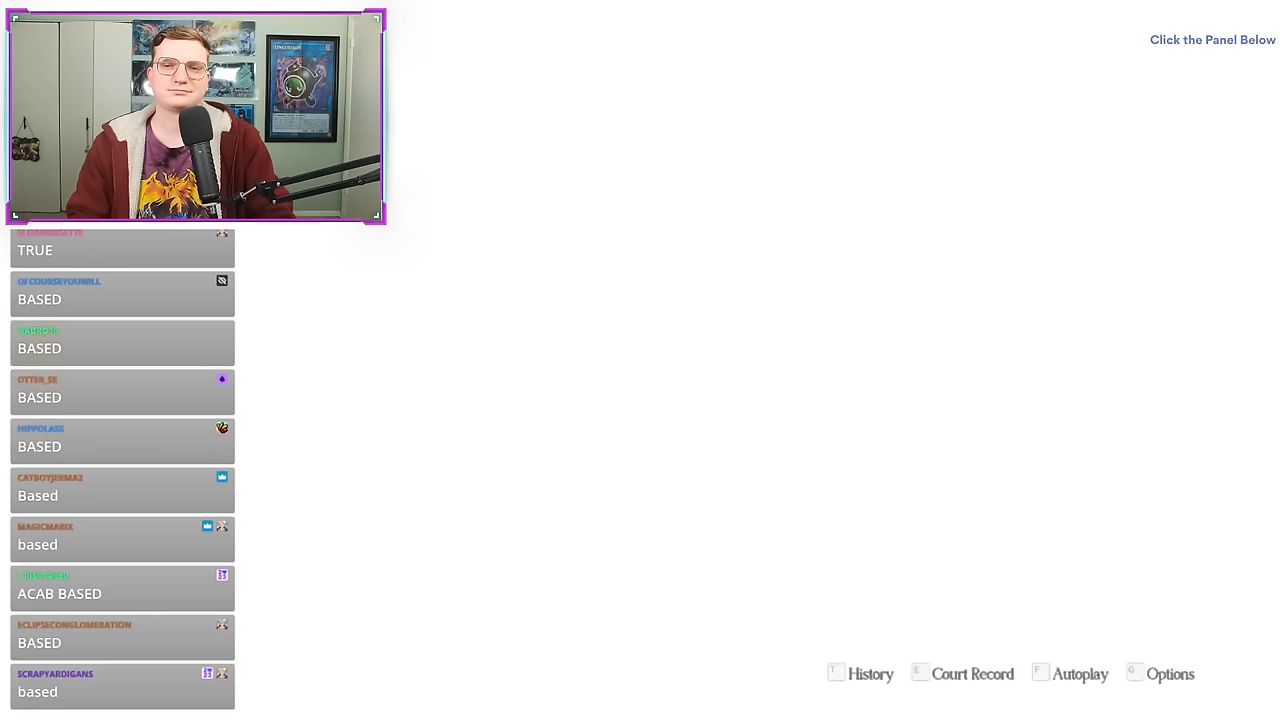 Click the Panel Below
TRUE
OFCOURSEYOUWILL
BASED
BASED
OTTER_SE
BASED
HIPPOLASS
BASED
CATBOYJERMA2
Based
MAGICMARIX
based
ACAB BASED
ECLIPSECONGLOMERATION
BASED
SCRAPYARDIGANS
based
T History E Court Record F Autoplay G Options